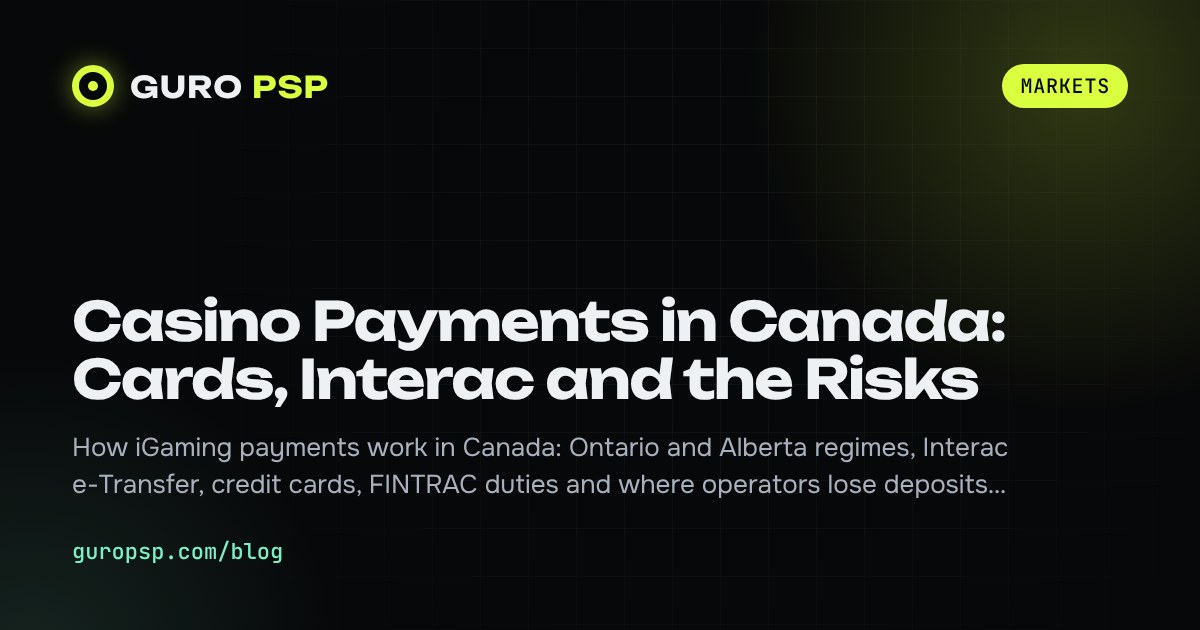 GURO PSP
MARKETS
Casino Payments in Canada:
Cards, Interac and the Risks
How iGaming payments work in Canada: Ontario and Alberta regimes, Interac
e-Transfer, credit cards, FINTRAC duties and where operators lose deposits...
guropsp.com/blog